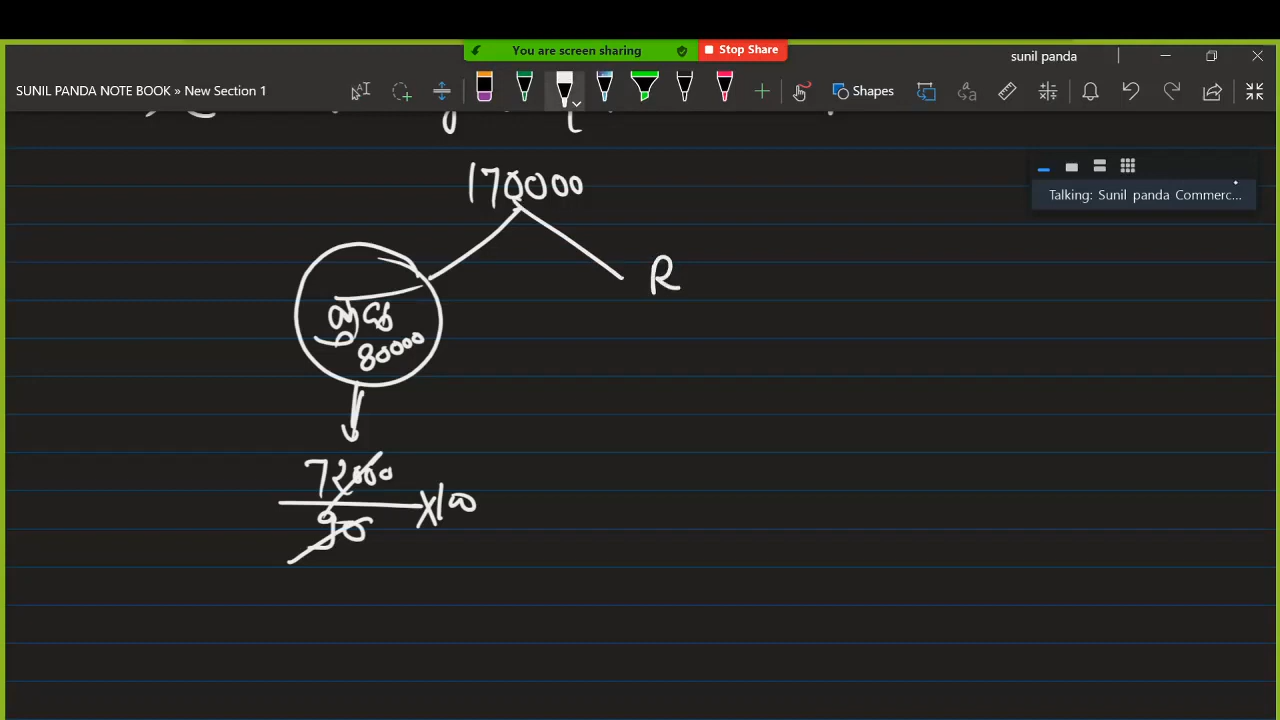 You are screen sharing
Stop Share
sunil panda
SUNIL PANDA NOTE BOOK » New Section 1
Shapes
Talking: Sunil panda Commerc...
170000
R
80000
72000
X100
90